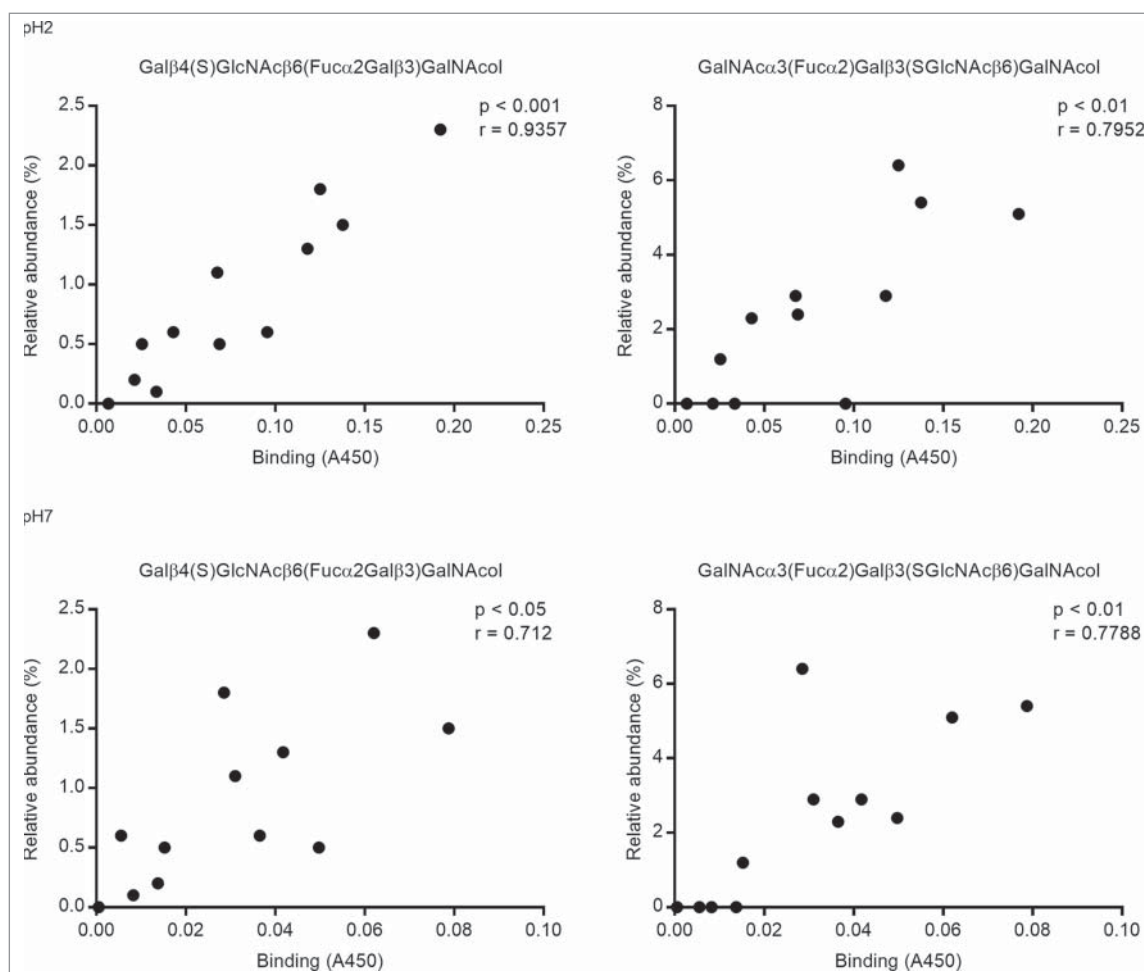 pH2
Galβ4(S)GlcNAcβ6(Fucα2Galβ3)GalNAcol
p < 0.001
r = 0.9357
Relative abundance (%)
2.5
2.0
1.5
1.0
0.5
0.0
0.00 0.05 0.10 0.15 0.20 0.25
Binding (A450)
GalNAcα3(Fucα2)Galβ3(SGlcNAcβ6)GalNAcol
p < 0.01
r = 0.7952
Relative abundance (%)
8
6
4
2
0
0.00 0.05 0.10 0.15 0.20 0.25
Binding (A450)
pH7
Galβ4(S)GlcNAcβ6(Fucα2Galβ3)GalNAcol
p < 0.05
r = 0.712
Relative abundance (%)
2.5
2.0
1.5
1.0
0.5
0.0
0.00 0.02 0.04 0.06 0.08 0.10
Binding (A450)
GalNAcα3(Fucα2)Galβ3(SGlcNAcβ6)GalNAcol
p < 0.01
r = 0.7788
Relative abundance (%)
8
6
4
2
0
0.00 0.02 0.04 0.06 0.08 0.10
Binding (A450)